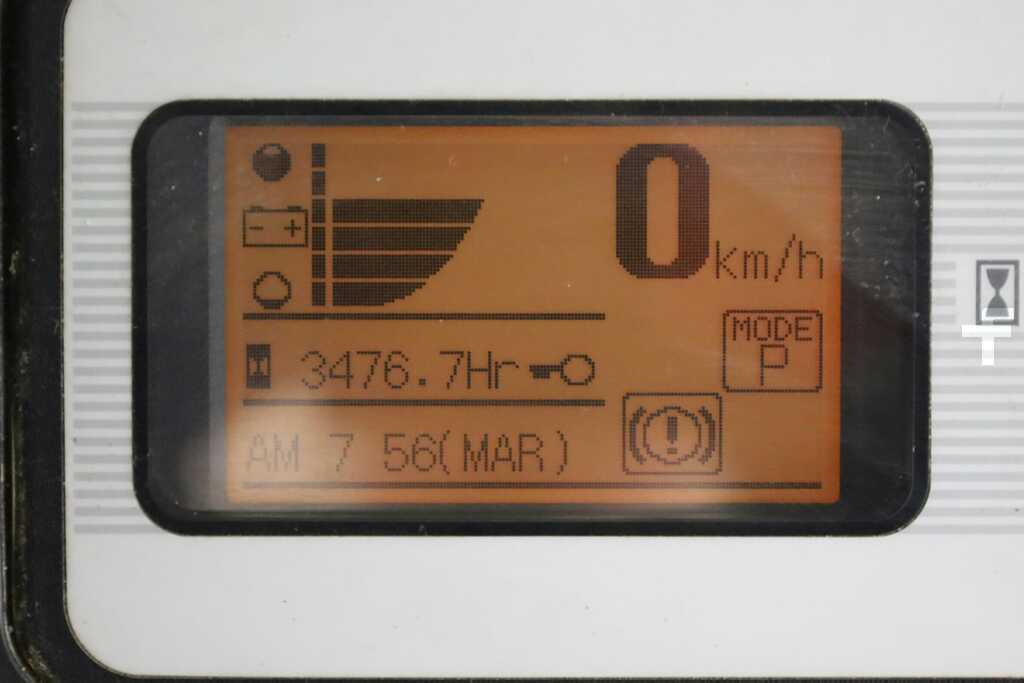 0 km/h
MODE
P
3476.7Hr
AM 7 56(MAR)
T